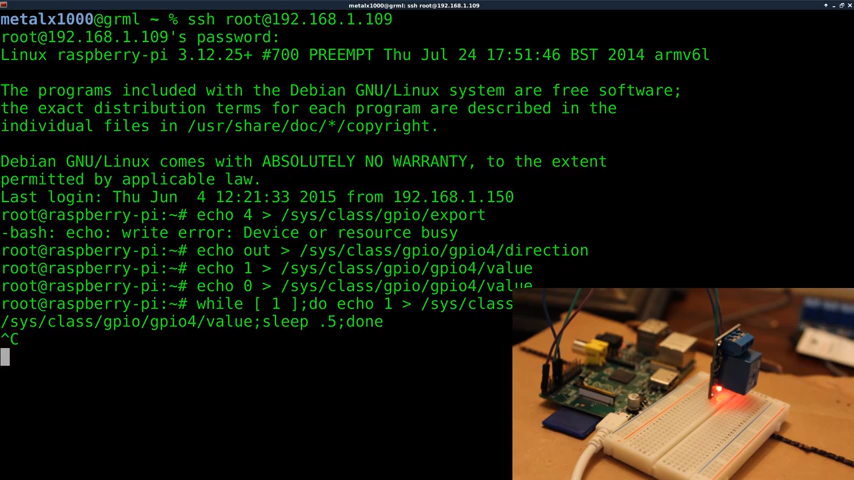 metalx1000@grml: ssh root@192.168.1.109
metalx1000@grml ~ % ssh root@192.168.1.109
root@192.168.1.109's password:
Linux raspberry-pi 3.12.25+ #700 PREEMPT Thu Jul 24 17:51:46 BST 2014 armv6l
The programs included with the Debian GNU/Linux system are free software;
the exact distribution terms for each program are described in the
individual files in /usr/share/doc/*/copyright.
Debian GNU/Linux comes with ABSOLUTELY NO WARRANTY, to the extent
permitted by applicable law.
Last login: Thu Jun  4 12:21:33 2015 from 192.168.1.150
root@raspberry-pi:~# echo 4 > /sys/class/gpio/export
-bash: echo: write error: Device or resource busy
root@raspberry-pi:~# echo out > /sys/class/gpio/gpio4/direction
root@raspberry-pi:~# echo 1 > /sys/class/gpio/gpio4/value
root@raspberry-pi:~# echo 0 > /sys/class/gpio/gpio4/value
root@raspberry-pi:~# while [ 1 ];do echo 1 > /sys/class
/sys/class/gpio/gpio4/value;sleep .5;done
^C